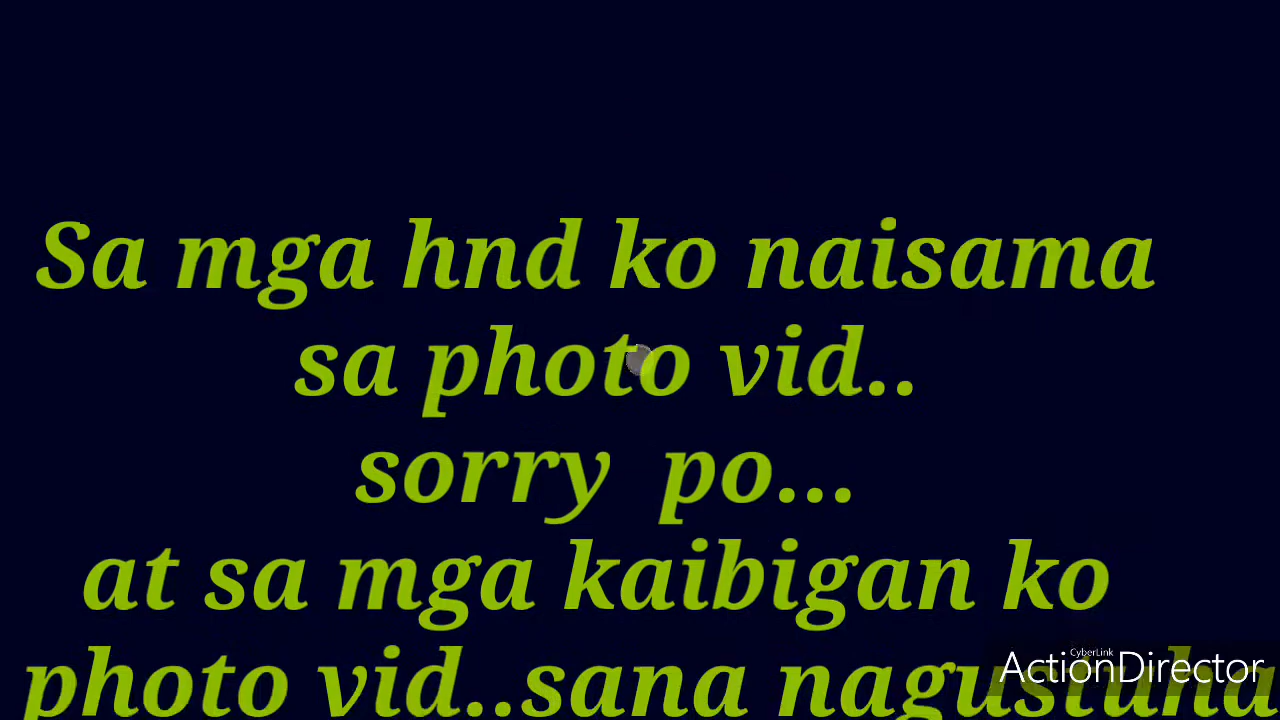 Sa mga hnd ko naisama
sa photo vid..
sorry  po...
at sa mga kaibigan ko
photo vid..sana
CyberLink
ActionDirector